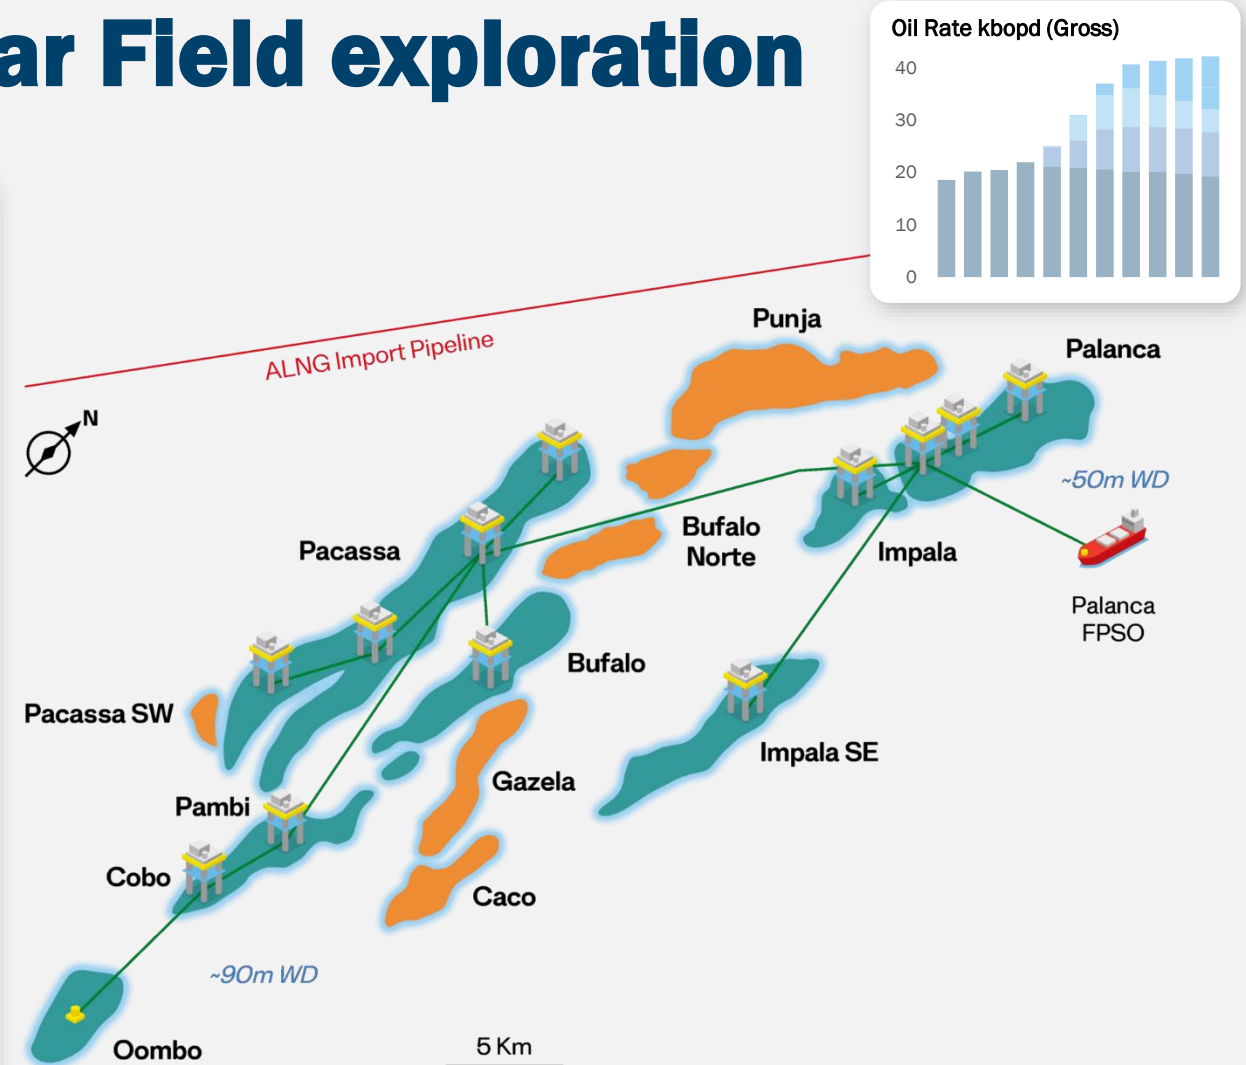 ar Field exploration
Oil Rate kbopd (Gross)
40
30
20
10
0
ALNG Import Pipeline
N
Punja
Palanca
~50m WD
Pacassa
Bufalo
Norte
Impala
Palanca
FPSO
Bufalo
Pacassa SW
Impala SE
Gazela
Pambi
Cobo
Caco
~90m WD
Oombo
5 Km